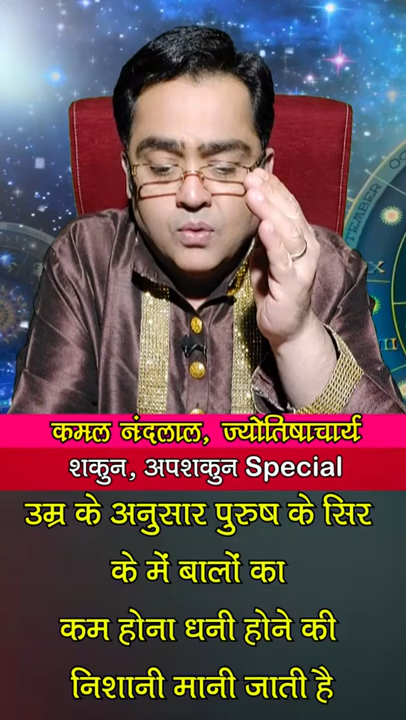 कमल नंदलाल, ज्योतिषाचार्य
शकुन, अपशकुन Special
उम्र के अनुसार पुरुष के सिर
के में बालों का
कम होना धनी होने की
निशानी मानी जाती है